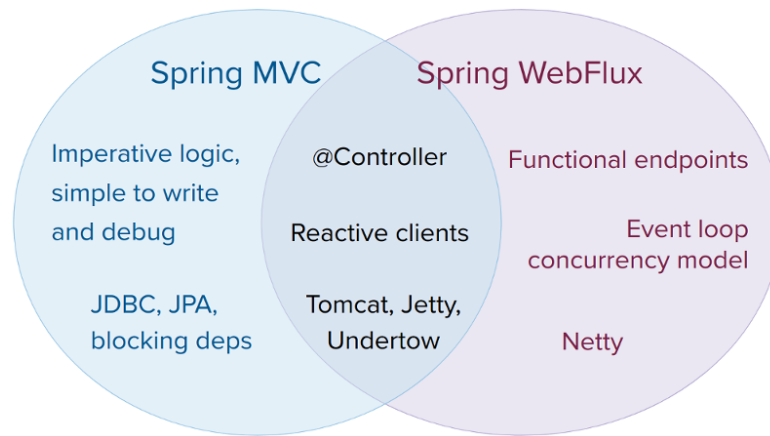 Spring MVC
Spring WebFlux
Imperative logic,
simple to write
and debug
JDBC, JPA,
blocking deps
@Controller
Reactive clients
Tomcat, Jetty,
Undertow
Functional endpoints
Event loop
concurrency model
Netty